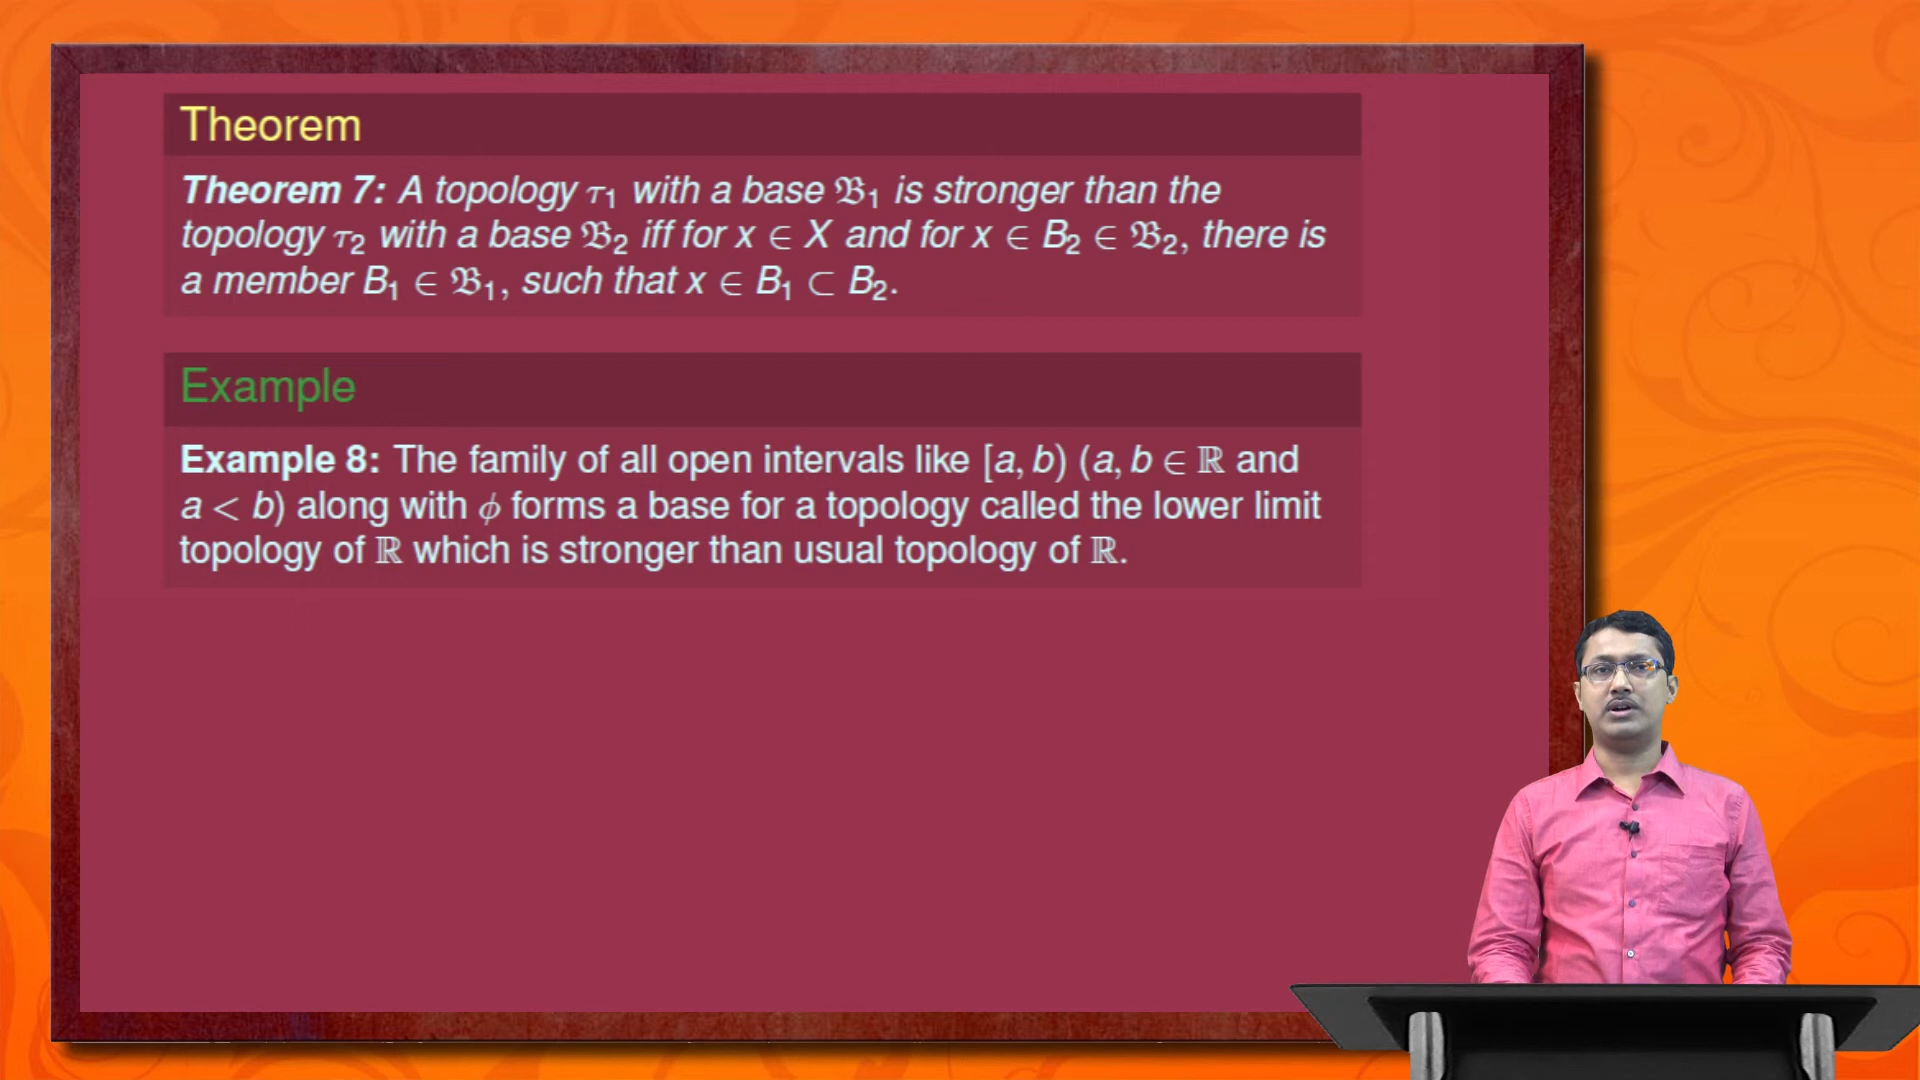 Theorem
Theorem 7: A topology τ₁ with a base 𝔅₁ is stronger than the
topology τ₂ with a base 𝔅₂ iff for x ∈ X and for x ∈ B₂ ∈ 𝔅₂, there is
a member B₁ ∈ 𝔅₁, such that x ∈ B₁ ⊂ B₂.
Example
Example 8: The family of all open intervals like [a, b) (a, b ∈ ℝ and
a < b) along with ϕ forms a base for a topology called the lower limit
topology of ℝ which is stronger than usual topology of ℝ.